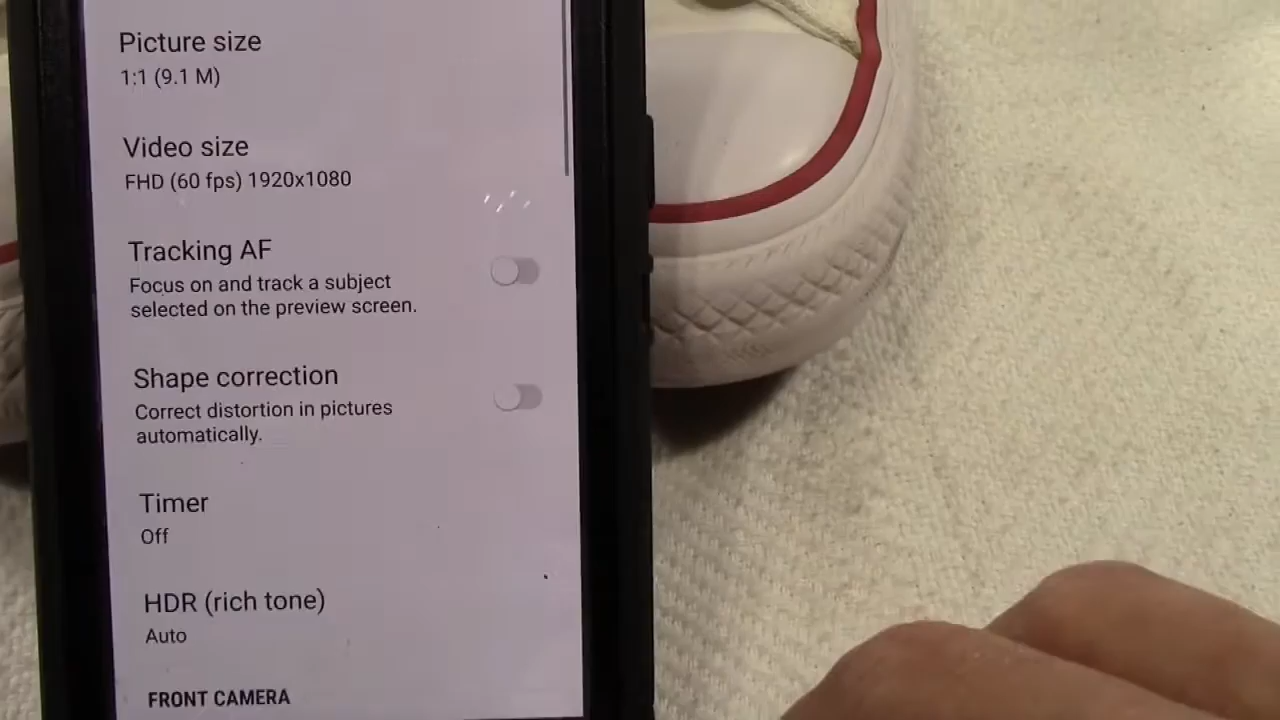 Picture size
1:1 (9.1 M)
Video size
FHD (60 fps) 1920x1080
Tracking AF
Focus on and track a subject
selected on the preview screen.
Shape correction
Correct distortion in pictures
automatically.
Timer
Off
HDR (rich tone)
Auto
FRONT CAMERA